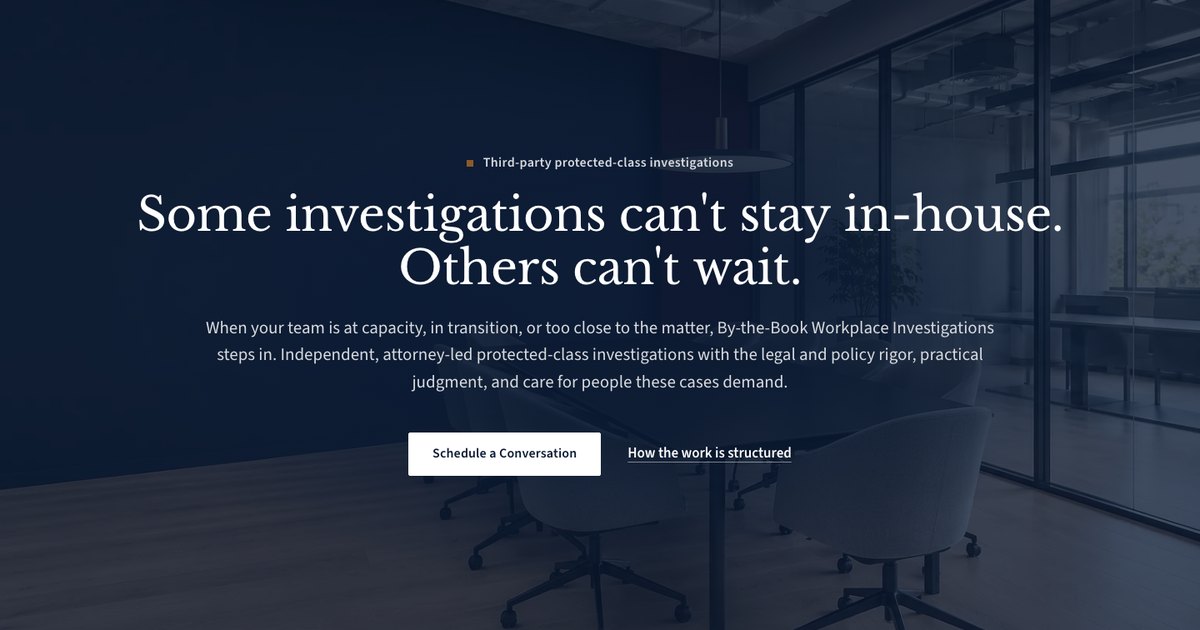 Third-party protected-class investigations
Some investigations can't stay in-house.
Others can't wait.
When your team is at capacity, in transition, or too close to the matter, By-the-Book Workplace Investigations
steps in. Independent, attorney-led protected-class investigations with the legal and policy rigor, practical
judgment, and care for people these cases demand.
Schedule a Conversation
How the work is structured